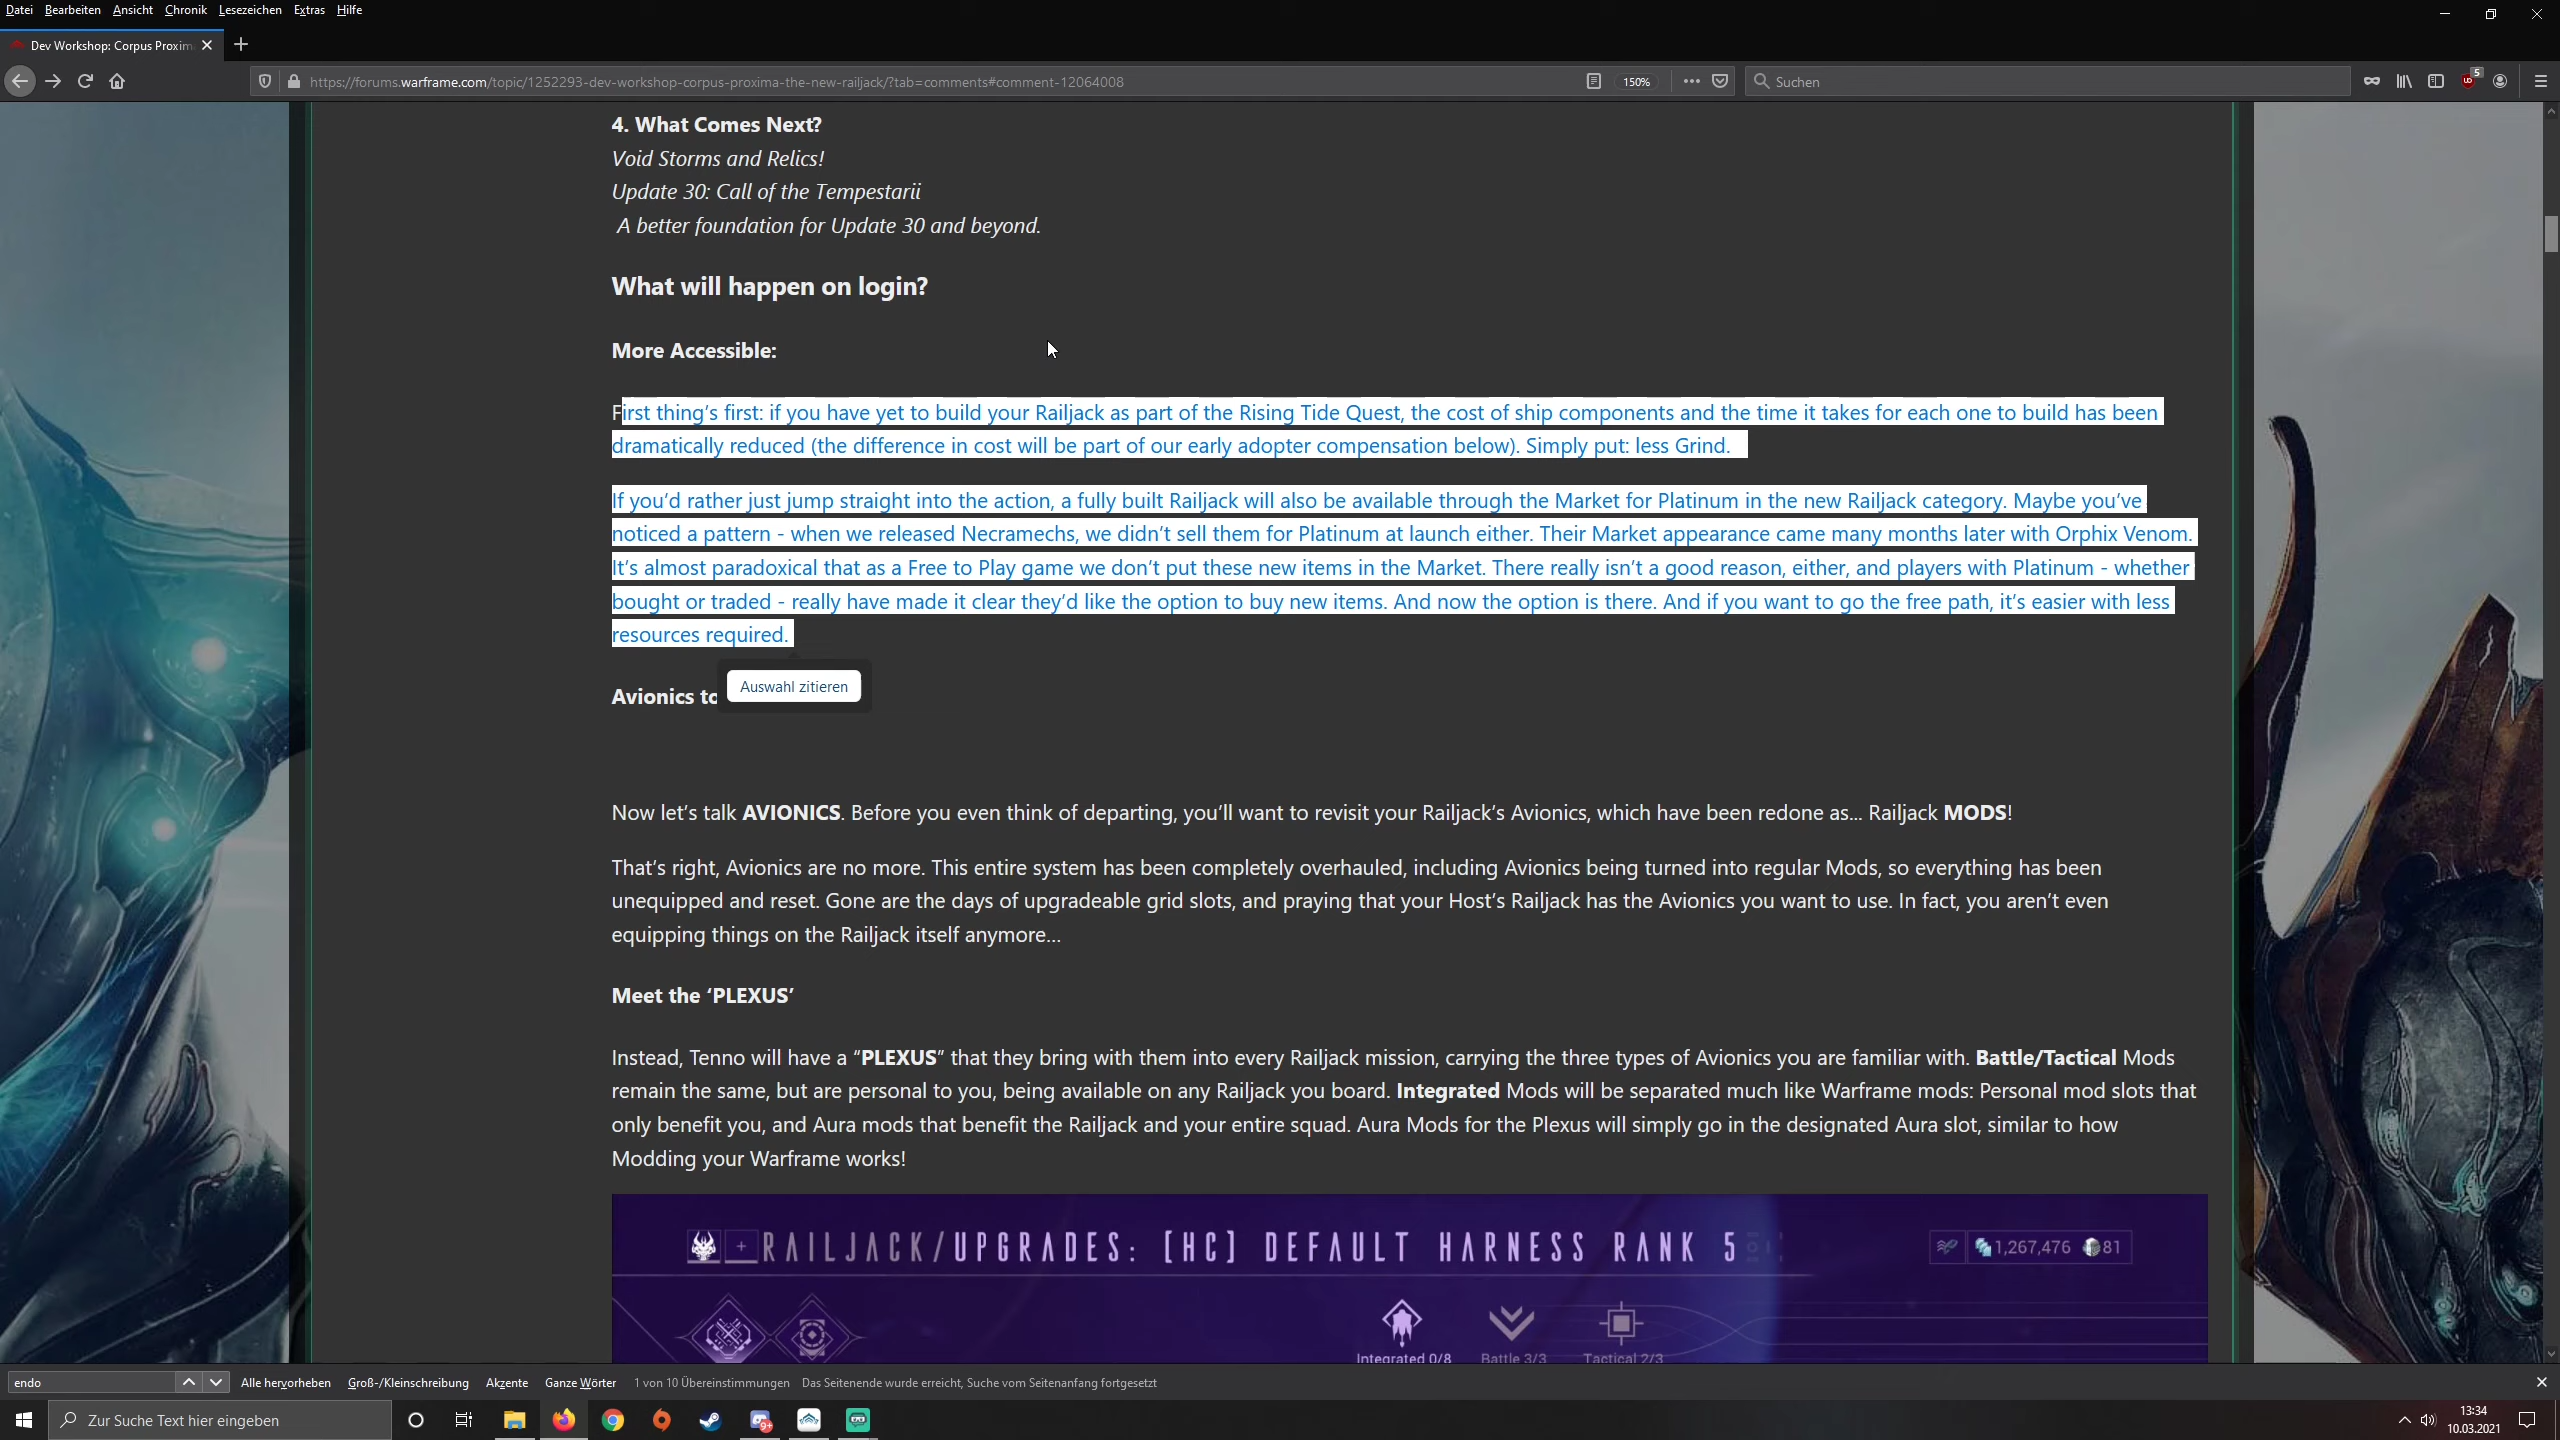 Datei Bearbeiten Ansicht Chronik Lesezeichen Extras Hilfe
Dev Workshop: Corpus Proxim
https://forums.warframe.com/topic/1252293-dev-workshop-corpus-proxima-the-new-railjack/?tab=comments#comment-12064008
150%
Suchen
5
4. What Comes Next?
Void Storms and Relics!
Update 30: Call of the Tempestarii
A better foundation for Update 30 and beyond.
What will happen on login?
More Accessible:
First thing’s first: if you have yet to build your Railjack as part of the Rising Tide Quest, the cost of ship components and the time it takes for each one to build has been
dramatically reduced (the difference in cost will be part of our early adopter compensation below). Simply put: less Grind.
If you’d rather just jump straight into the action, a fully built Railjack will also be available through the Market for Platinum in the new Railjack category. Maybe you’ve
noticed a pattern - when we released Necramechs, we didn’t sell them for Platinum at launch either. Their Market appearance came many months later with Orphix Venom.
It’s almost paradoxical that as a Free to Play game we don’t put these new items in the Market. There really isn’t a good reason, either, and players with Platinum - whether
bought or traded - really have made it clear they’d like the option to buy new items. And now the option is there. And if you want to go the free path, it’s easier with less
resources required.
Auswahl zitieren
Avionics to
Now let’s talk AVIONICS. Before you even think of departing, you’ll want to revisit your Railjack’s Avionics, which have been redone as... Railjack MODS!
That’s right, Avionics are no more. This entire system has been completely overhauled, including Avionics being turned into regular Mods, so everything has been
unequipped and reset. Gone are the days of upgradeable grid slots, and praying that your Host’s Railjack has the Avionics you want to use. In fact, you aren’t even
equipping things on the Railjack itself anymore...
Meet the ‘PLEXUS’
Instead, Tenno will have a “PLEXUS” that they bring with them into every Railjack mission, carrying the three types of Avionics you are familiar with. Battle/Tactical Mods
remain the same, but are personal to you, being available on any Railjack you board. Integrated Mods will be separated much like Warframe mods: Personal mod slots that
only benefit you, and Aura mods that benefit the Railjack and your entire squad. Aura Mods for the Plexus will simply go in the designated Aura slot, similar to how
Modding your Warframe works!
RAILJACK/UPGRADES: [HC] DEFAULT HARNESS RANK 5
1,267,476 81
Integrated 0/8 Battle 3/3 Tactical 2/3
endo
Alle hervorheben Groß-/Kleinschreibung Akzente Ganze Wörter 1 von 10 Übereinstimmungen Das Seitenende wurde erreicht, Suche vom Seitenanfang fortgesetzt
Zur Suche Text hier eingeben
9+
13:34
10.03.2021